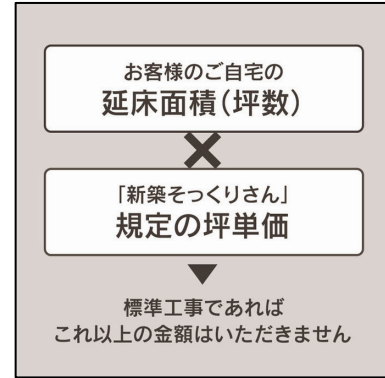 お客様のご自宅の
延床面積（坪数）
×
「新築そっくりさん」
規定の坪単価
▼
標準工事であれば
これ以上の金額はいただきません